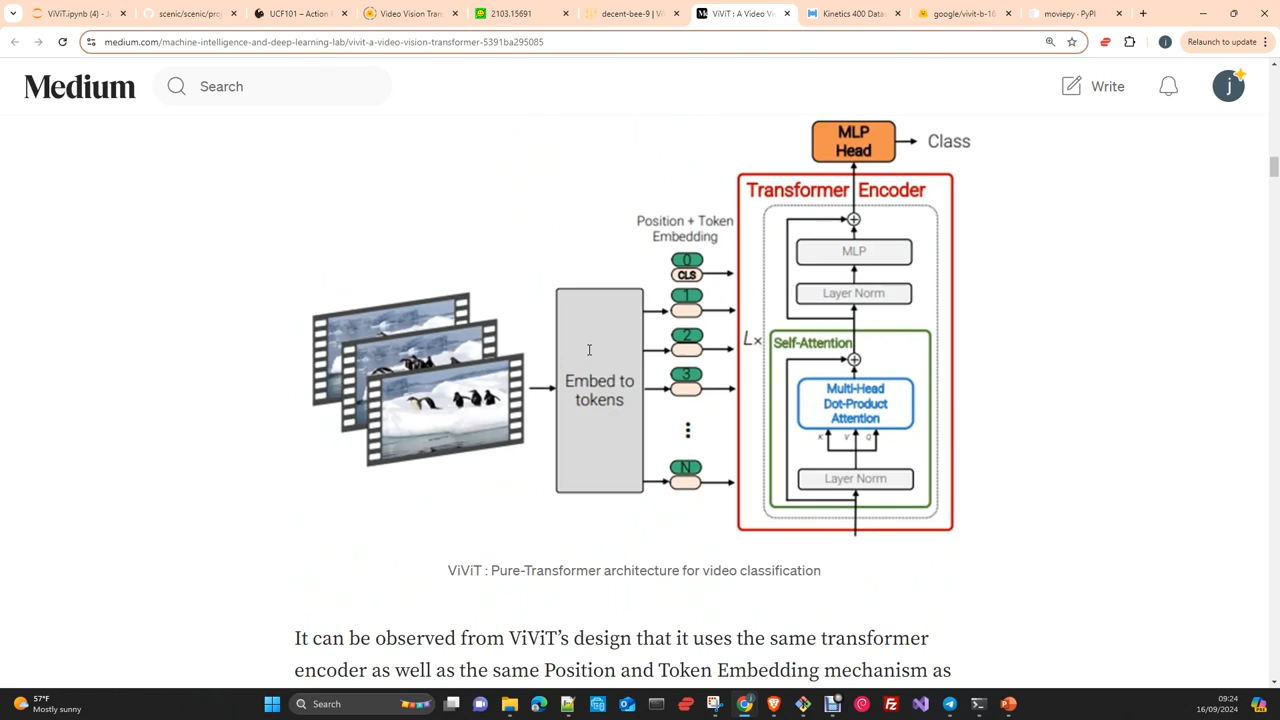 ViViT.ipynb (4) - Ju
scenic/scenic/proj
UCF101 – Action R
Video Vision Tran
2103.15691
decent-bee-9 | ViV
ViViT : A Video Vi
Kinetics 400 Data
google/vivit-b-16
moviepy - PyPI
medium.com/machine-intelligence-and-deep-learning-lab/vivit-a-video-vision-transformer-5391ba295085
Relaunch to update
Medium
Search
Write
j
MLP
Head
Class
Transformer Encoder
Position + Token
Embedding
MLP
0
CLS
Layer Norm
1
2
L×
Self-Attention
3
Embed to
tokens
Multi-Head
Dot-Product
Attention
K
V
Q
N
Layer Norm
ViViT : Pure-Transformer architecture for video classification
It can be observed from ViViT’s design that it uses the same transformer
encoder as well as the same Position and Token Embedding mechanism as
57°F
Mostly sunny
Search
09:24
16/09/2024